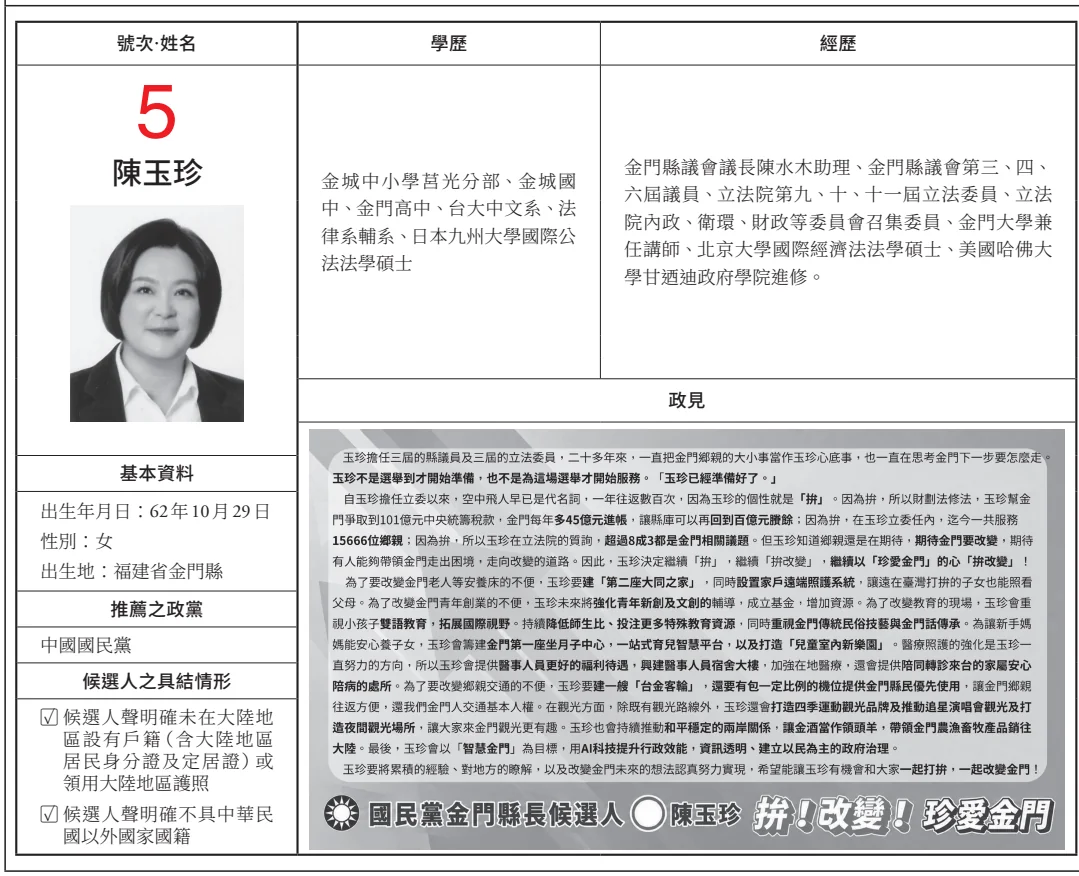 號次·姓名
學歷
經歷
5
陳玉珍
金城中小學莒光分部、金城國
中、金門高中、台大中文系、法
律系輔系、日本九州大學國際公
法法學碩士
金門縣議會議長陳水木助理、金門縣議會第三、四、
六屆議員、立法院第九、十、十一屆立法委員、立法
院內政、衛環、財政等委員會召集委員、金門大學兼
任講師、北京大學國際經濟法法學碩士、美國哈佛大
學甘迺迪政府學院進修。
基本資料
出生年月日：62年10月29日
性別：女
出生地：福建省金門縣
推薦之政黨
中國國民黨
候選人之具結情形
☑ 候選人聲明確未在大陸地
區設有戶籍（含大陸地區
居民身分證及定居證）或
領用大陸地區護照
☑ 候選人聲明確不具中華民
國以外國家國籍
政見
玉珍擔任三屆的縣議員及三屆的立法委員，二十多年來，一直把金門鄉親的大小事當作玉珍心底事，也一直在思考金門下一步要怎麼走。
玉珍不是選舉到才開始準備，也不是為這場選舉才開始服務。「玉珍已經準備好了。」
自玉珍擔任立委以來，空中飛人早已是代名詞，一年往返數百次，因為玉珍的個性就是「拚」。因為拚，所以財劃法修法，玉珍幫金
門爭取到101億元中央統籌稅款，金門每年多45億元進帳，讓縣庫可以再回到百億元賸餘；因為拚，在玉珍立委任內，迄今一共服務
15666位鄉親；因為拚，所以玉珍在立法院的質詢，超過8成3都是金門相關議題。但玉珍知道鄉親還是在期待，期待金門要改變，期待
有人能夠帶領金門走出困境，走向改變的道路。因此，玉珍決定繼續「拚」，繼續「拚改變」，繼續以「珍愛金門」的心「拚改變」！
為了要改變金門老人等安養床的不便，玉珍要建「第二座大同之家」，同時設置家戶遠端照護系統，讓遠在臺灣打拚的子女也能照看
父母。為了改變金門青年創業的不便，玉珍未來將強化青年新創及文創的輔導，成立基金，增加資源。為了改變教育的現場，玉珍會重
視小孩子雙語教育，拓展國際視野。持續降低師生比、投注更多特殊教育資源，同時重視金門傳統民俗技藝與金門話傳承。為讓新手媽
媽能安心養子女，玉珍會籌建金門第一座坐月子中心，一站式育兒智慧平台，以及打造「兒童室內新樂園」。醫療照護的強化是玉珍一
直努力的方向，所以玉珍會提供醫事人員更好的福利待遇，興建醫事人員宿舍大樓，加強在地醫療，還會提供陪同轉診來台的家屬安心
陪病的處所。為了要改變鄉親交通的不便，玉珍要建一艘「台金客輪」，還要有包一定比例的機位提供金門縣民優先使用，讓金門鄉親
往返方便，還我們金門人交通基本人權。在觀光方面，除既有觀光路線外，玉珍還會打造四季運動觀光品牌及推動追星演唱會觀光及打
造夜間觀光場所，讓大家來金門觀光更有趣。玉珍也會持續推動和平穩定的兩岸關係，讓金酒當作領頭羊，帶領金門農漁畜牧產品銷往
大陸。最後，玉珍會以「智慧金門」為目標，用AI科技提升行政效能，資訊透明、建立以民為主的政府治理。
玉珍要將累積的經驗、對地方的瞭解，以及改變金門未來的想法認真努力實現，希望能讓玉珍有機會和大家一起打拚，一起改變金門！
國民黨金門縣長候選人 陳玉珍 拚！改變！珍愛金門